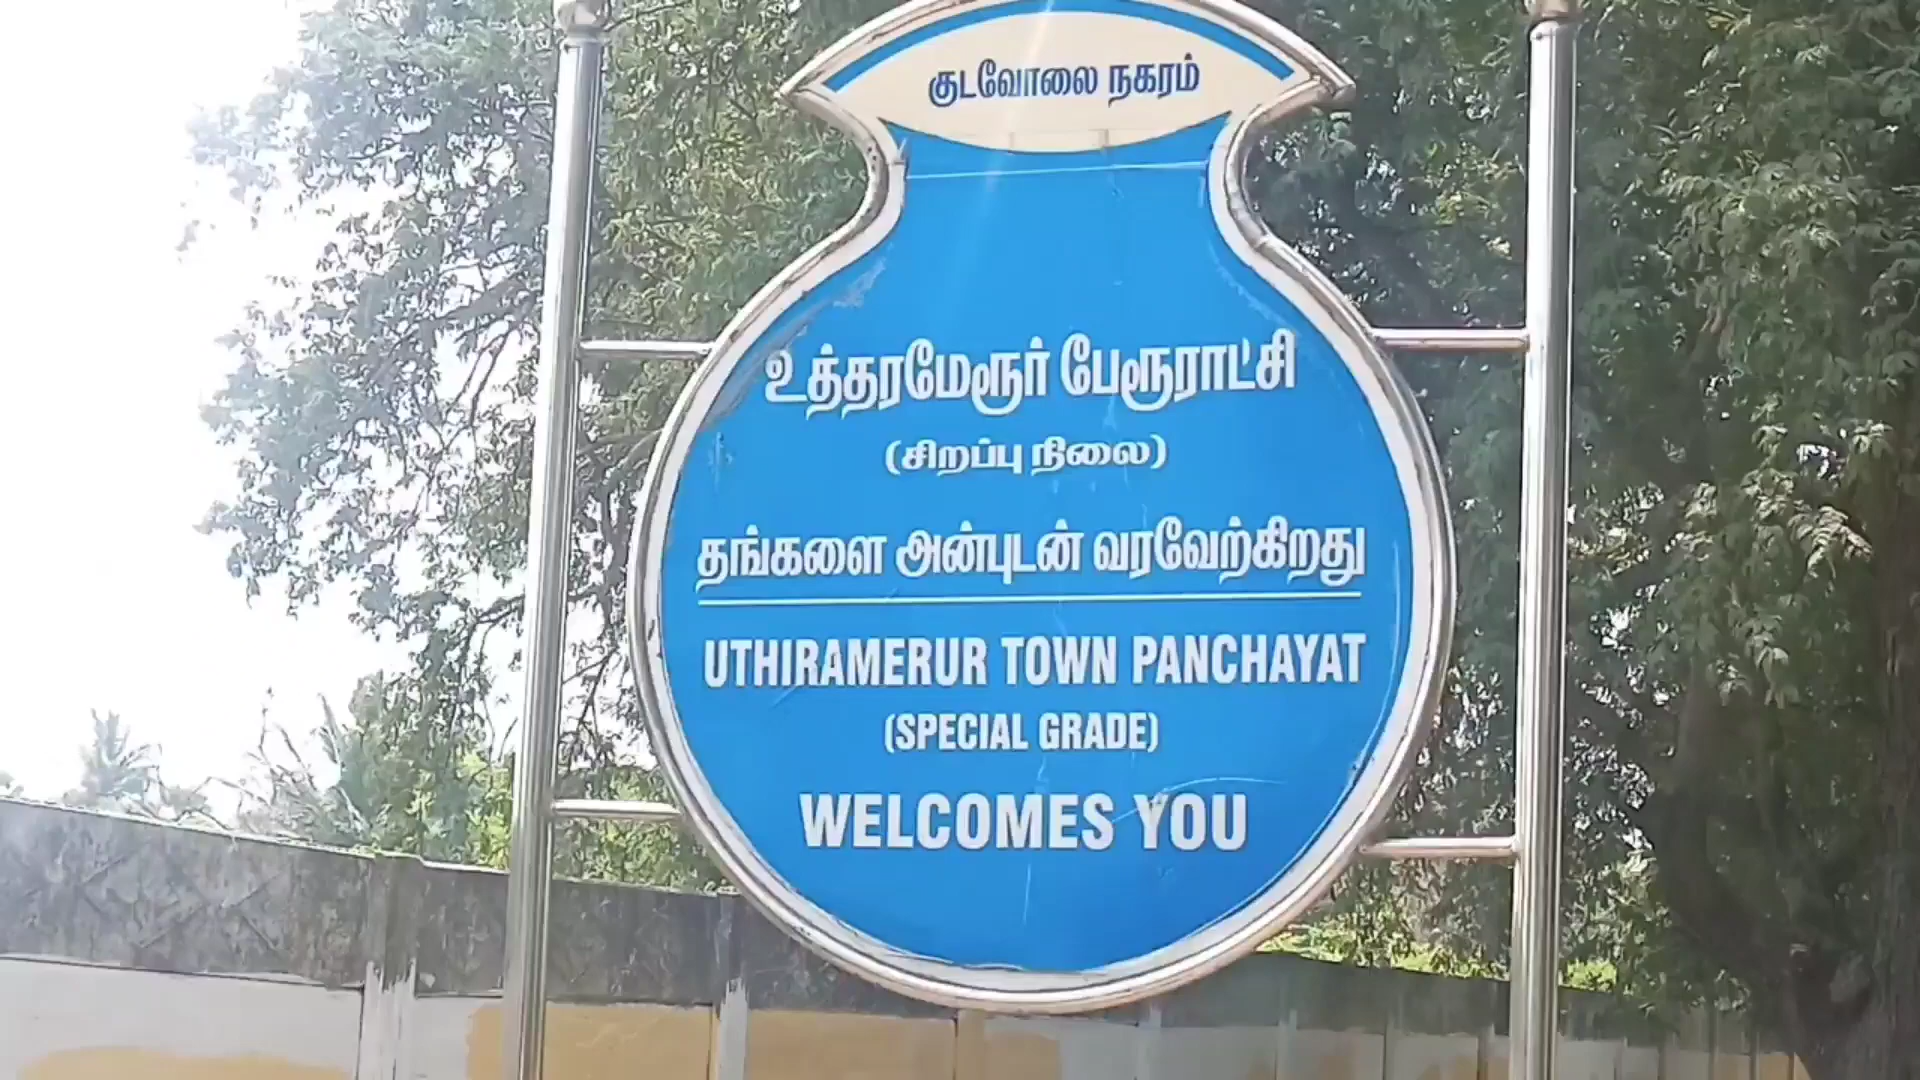 குடவோலை நகரம்
உத்தரமேரூர் பேரூராட்சி
(சிறப்பு நிலை)
தங்களை அன்புடன் வரவேற்கிறது
UTHIRAMERUR TOWN PANCHAYAT
(SPECIAL GRADE)
WELCOMES YOU